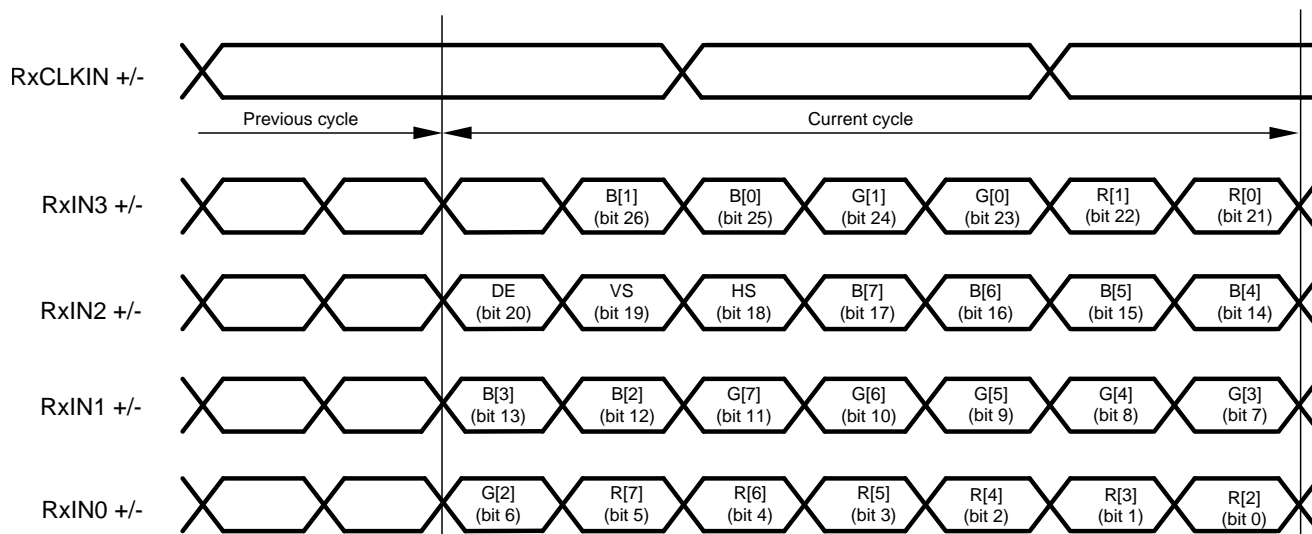 RxCLKIN +/-
Previous cycle
Current cycle
RxIN3 +/-
B[1] B[0] G[1] G[0] R[1] R[0]
(bit 26) (bit 25) (bit 24) (bit 23) (bit 22) (bit 21)
RxIN2 +/-
DE VS HS B[7] B[6] B[5] B[4]
(bit 20) (bit 19) (bit 18) (bit 17) (bit 16) (bit 15) (bit 14)
RxIN1 +/-
B[3] B[2] G[7] G[6] G[5] G[4] G[3]
(bit 13) (bit 12) (bit 11) (bit 10) (bit 9) (bit 8) (bit 7)
RxIN0 +/-
G[2] R[7] R[6] R[5] R[4] R[3] R[2]
(bit 6) (bit 5) (bit 4) (bit 3) (bit 2) (bit 1) (bit 0)